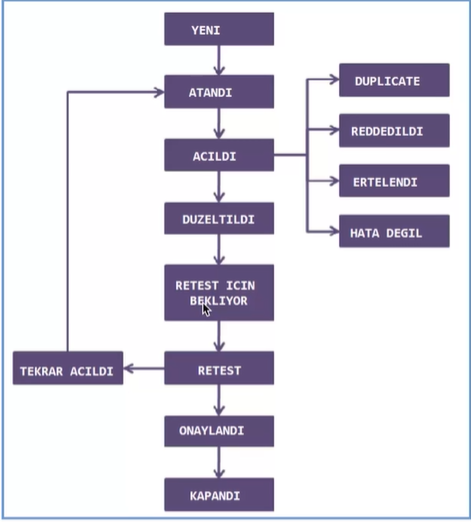 YENI
ATANDI
ACILDI
DUZELTILDI
RETEST ICIN
BEKLIYOR
RETEST
ONAYLANDI
KAPANDI
TEKRAR ACILDI
DUPLICATE
REDDEDILDI
ERTELENDI
HATA DEGIL